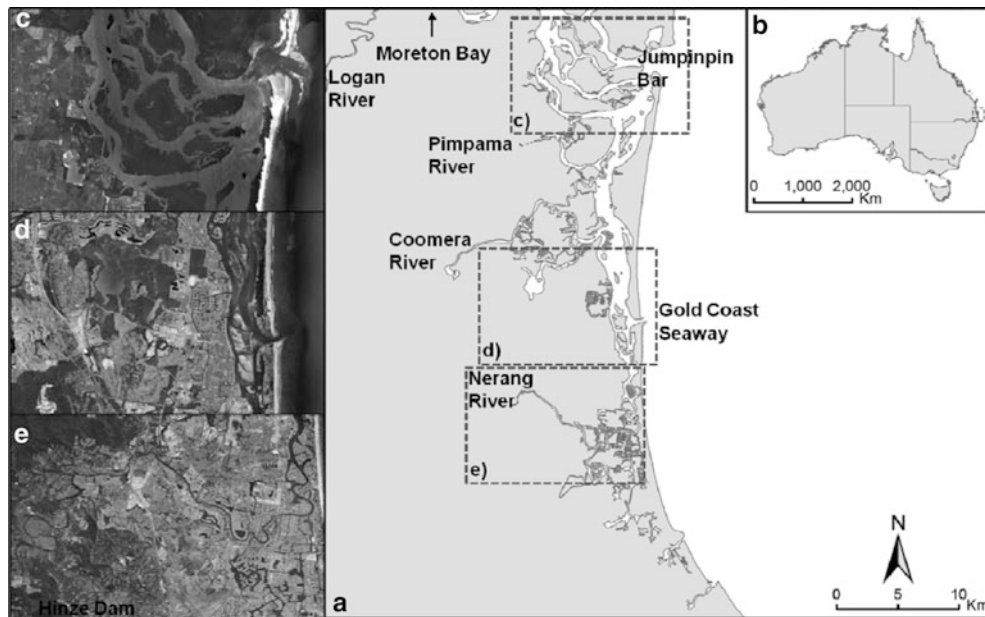 c
d
e
Hinze Dam
a
Moreton Bay
Logan
River
Jumpinpin
Bar
c)
Pimpama
River
Coomera
River
Gold Coast
Seaway
d)
Nerang
River
e)
b
0 1,000 2,000
Km
N
0 5 10
Km